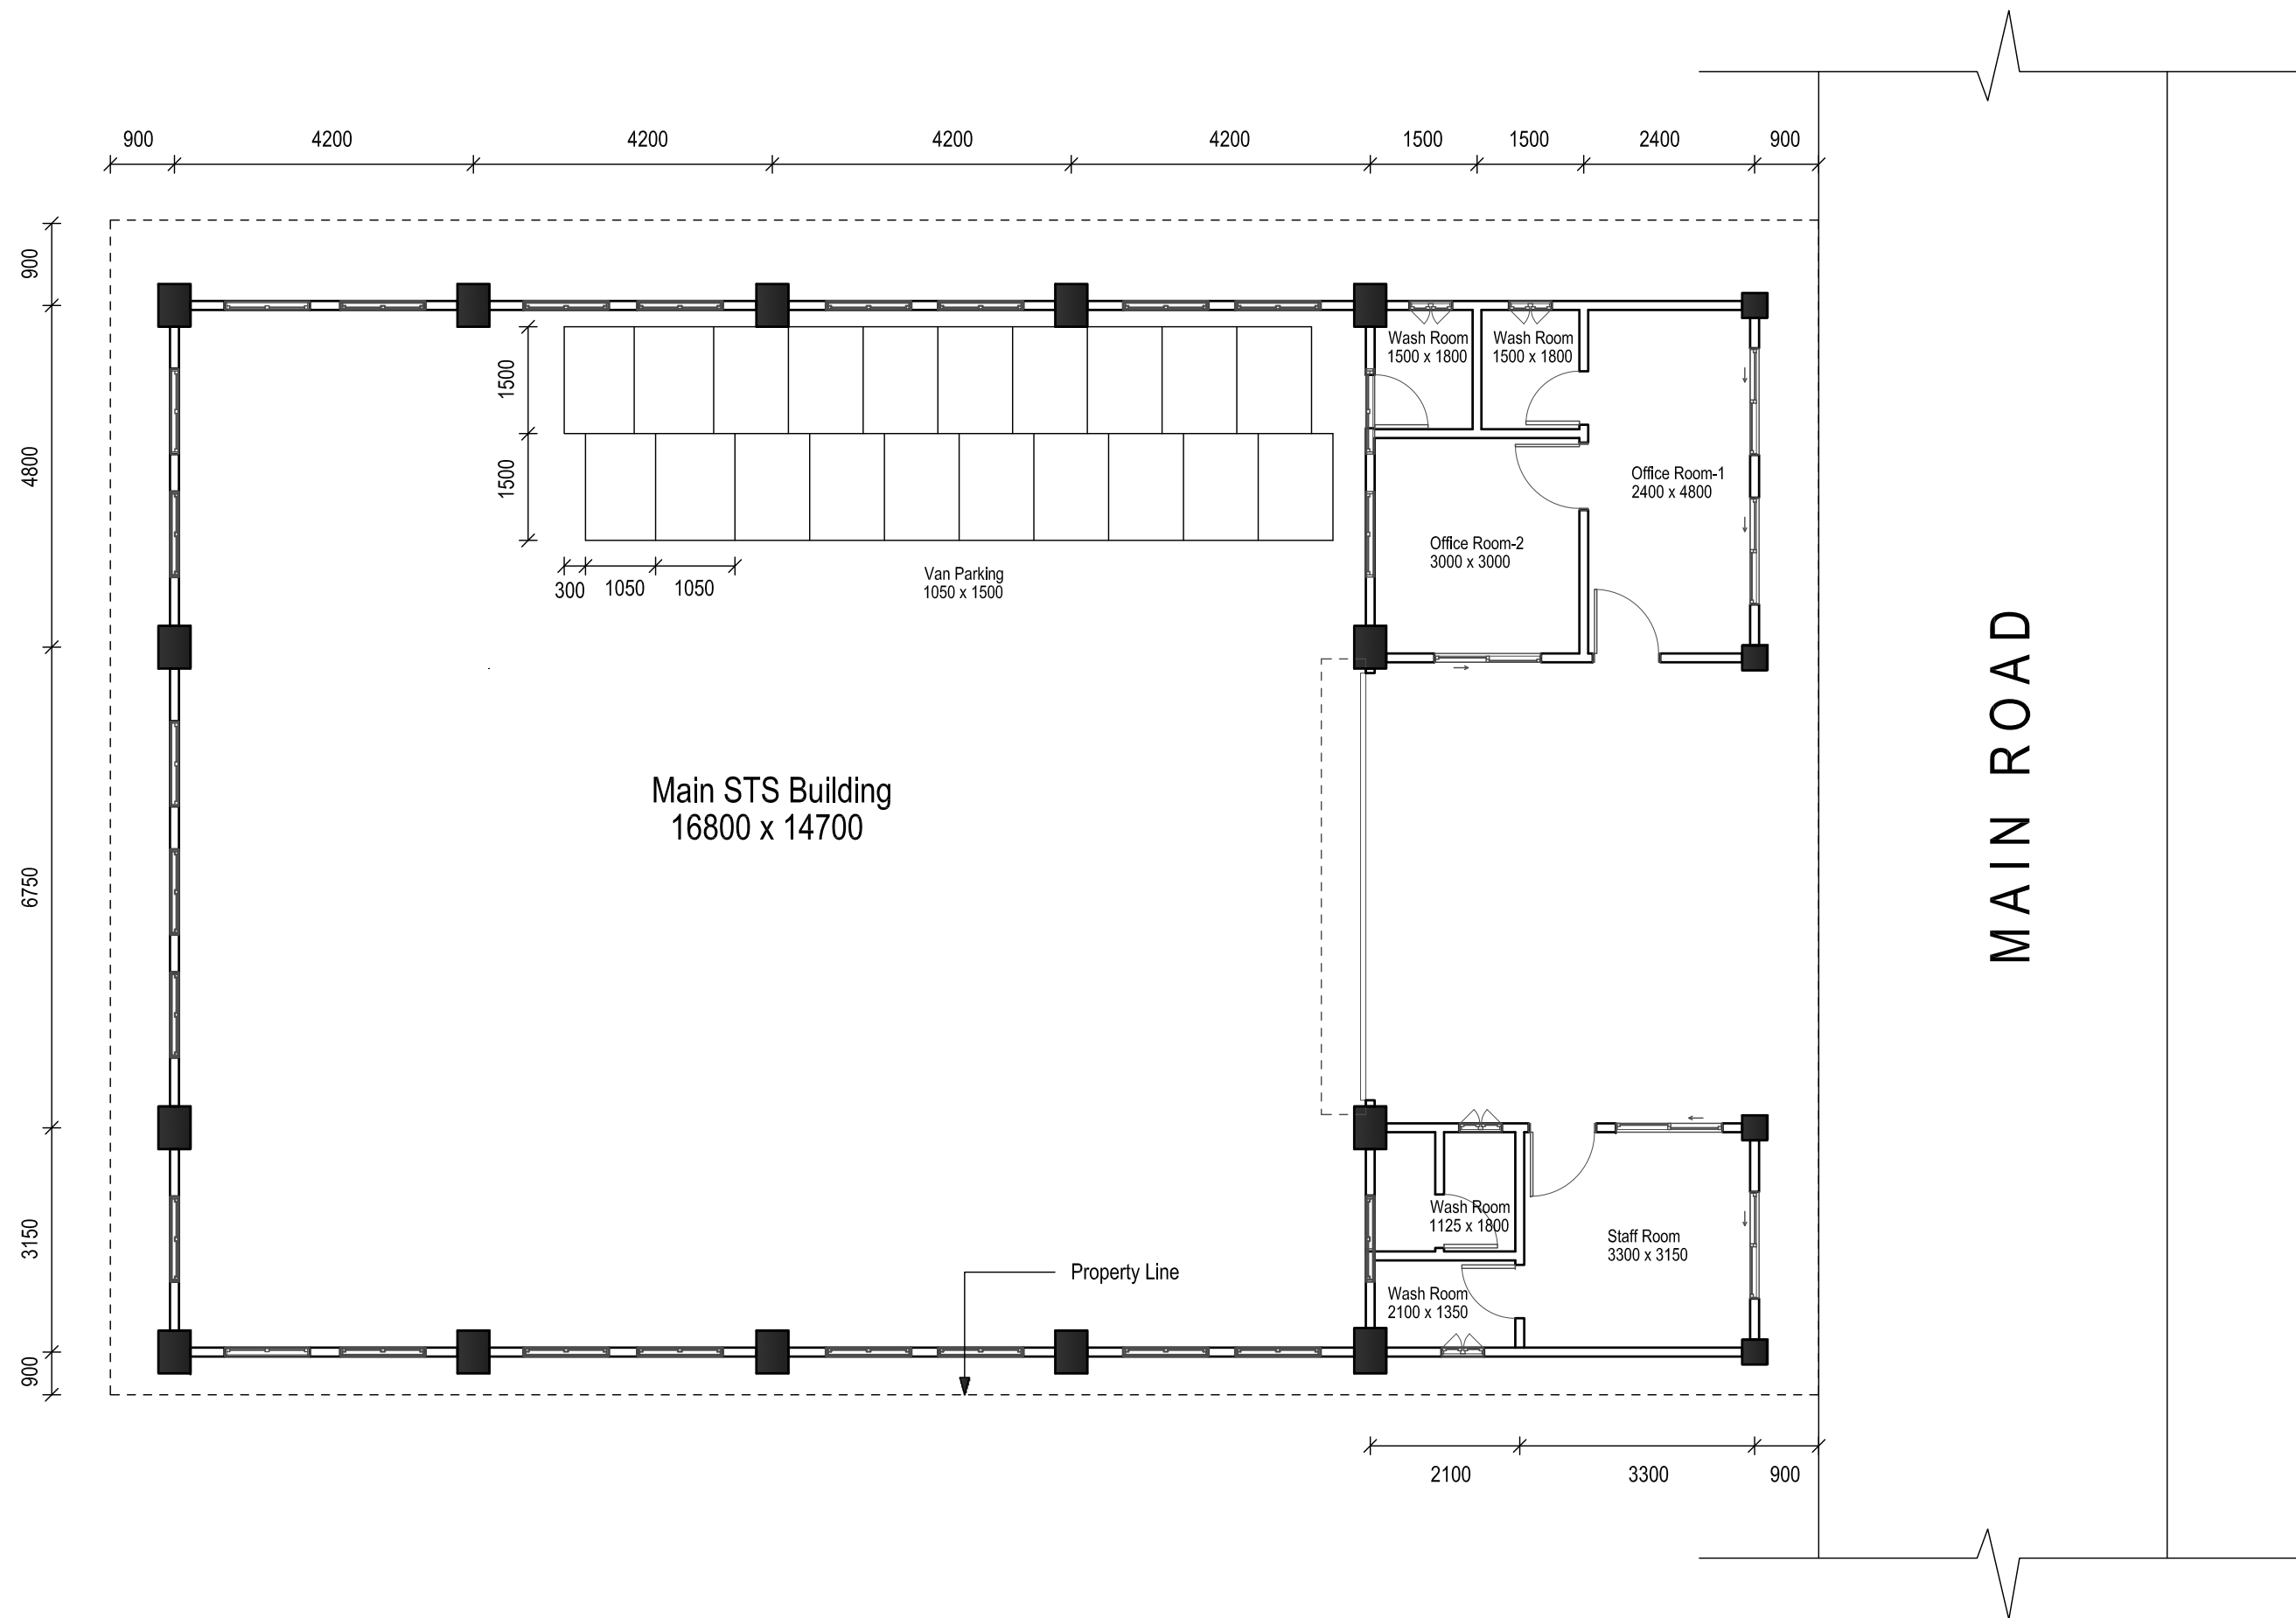 900 4200 4200 4200 4200 1500 1500 2400 900
900
4800
6750
3150
900
1500
1500
300 1050 1050
Van Parking
1050 x 1500
Wash Room
1500 x 1800
Wash Room
1500 x 1800
Office Room-1
2400 x 4800
Office Room-2
3000 x 3000
Main STS Building
16800 x 14700
MAIN ROAD
Wash Room
1125 x 1800
Staff Room
3300 x 3150
Property Line
Wash Room
2100 x 1350
2100 3300 900